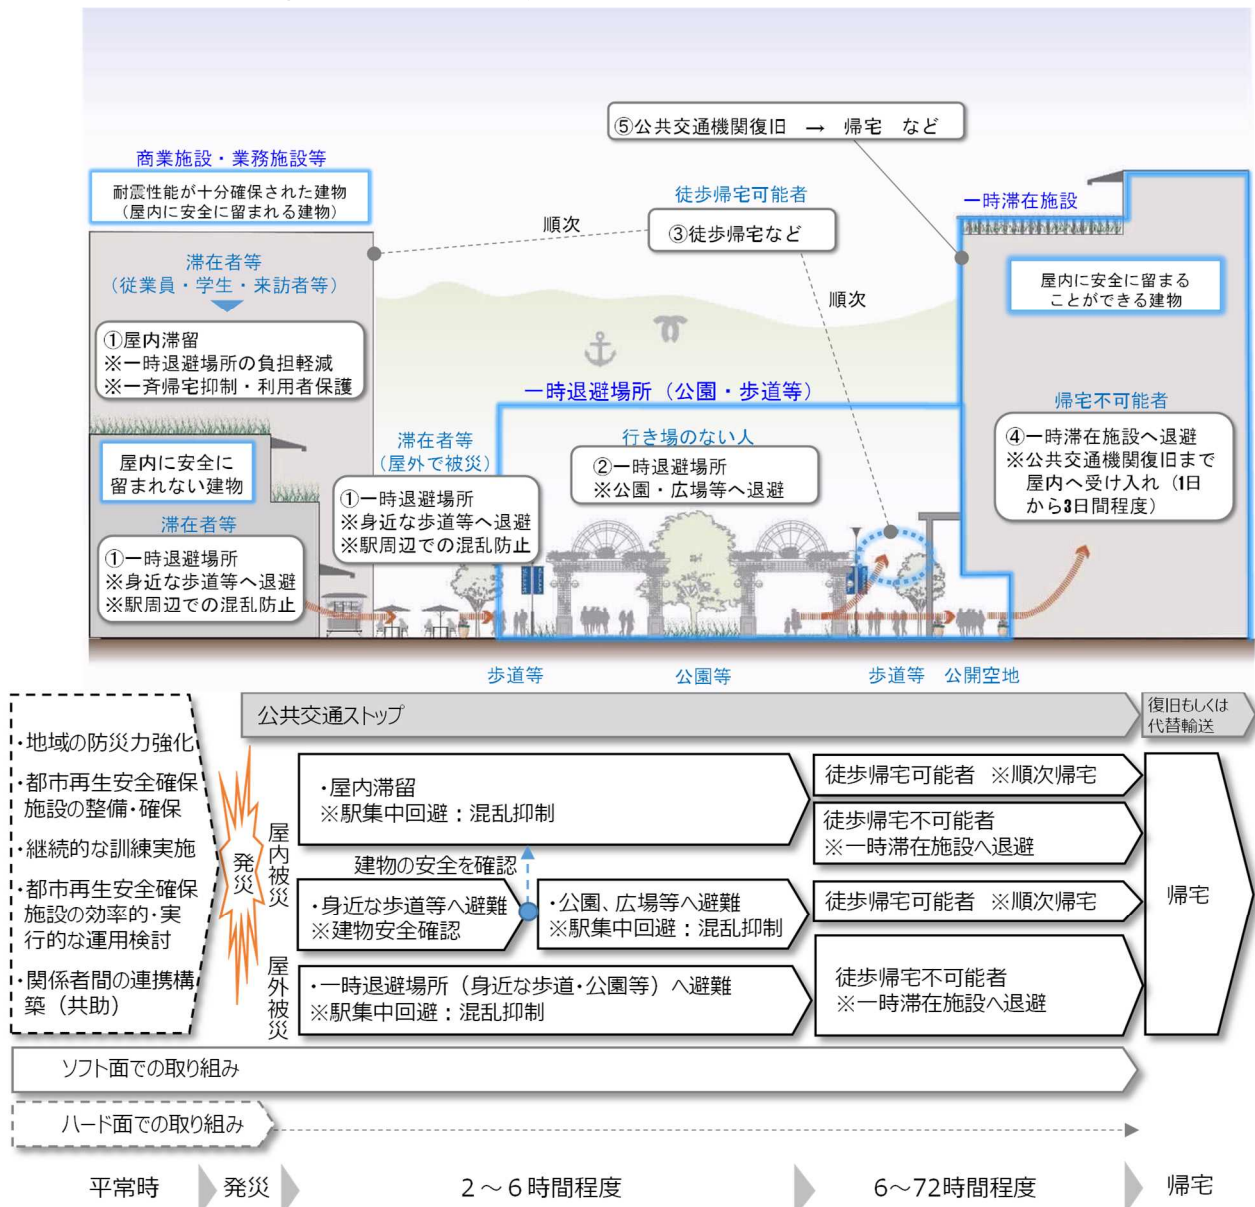 ⑤公共交通機関復旧 → 帰宅 など
商業施設・業務施設等
耐震性能が十分確保された建物
(屋内に安全に留まれる建物)
徒歩帰宅可能者
③徒歩帰宅など
順次
順次
一時滞在施設
屋内に安全に留まる
ことができる建物
滞在者等
(従業員・学生・来訪者等)
①屋内滞留
※一時退避場所の負担軽減
※一斉帰宅抑制・利用者保護
一時退避場所(公園・歩道等)
屋内に安全に
留まれない建物
滞在者等
①一時退避場所
※身近な歩道等へ退避
※駅周辺での混乱防止
滞在者等
(屋外で被災)
①一時退避場所
※身近な歩道等へ退避
※駅周辺での混乱防止
行き場のない人
②一時退避場所
※公園・広場等へ退避
帰宅不可能者
④一時滞在施設へ退避
※公共交通機関復旧まで
屋内へ受け入れ(1日
から3日間程度)
歩道等
公園等
歩道等
公開空地
公共交通ストップ
復旧もしくは
代替輸送
・地域の防災力強化
・都市再生安全確保
施設の整備・確保
・継続的な訓練実施
・都市再生安全確保
施設の効率的・実
行的な運用検討
・関係者間の連携構
築(共助)
発災
屋内被災
・屋内滞留
※駅集中回避:混乱抑制
建物の安全を確認
・身近な歩道等へ避難
※建物安全確認
・公園、広場等へ避難
※駅集中回避:混乱抑制
屋外被災
・一時退避場所(身近な歩道・公園等)へ避難
※駅集中回避:混乱抑制
徒歩帰宅可能者 ※順次帰宅
徒歩帰宅不可能者
※一時滞在施設へ退避
徒歩帰宅可能者 ※順次帰宅
徒歩帰宅不可能者
※一時滞在施設へ退避
帰宅
ソフト面での取り組み
ハード面での取り組み
平常時
発災
2~6時間程度
6~72時間程度
帰宅